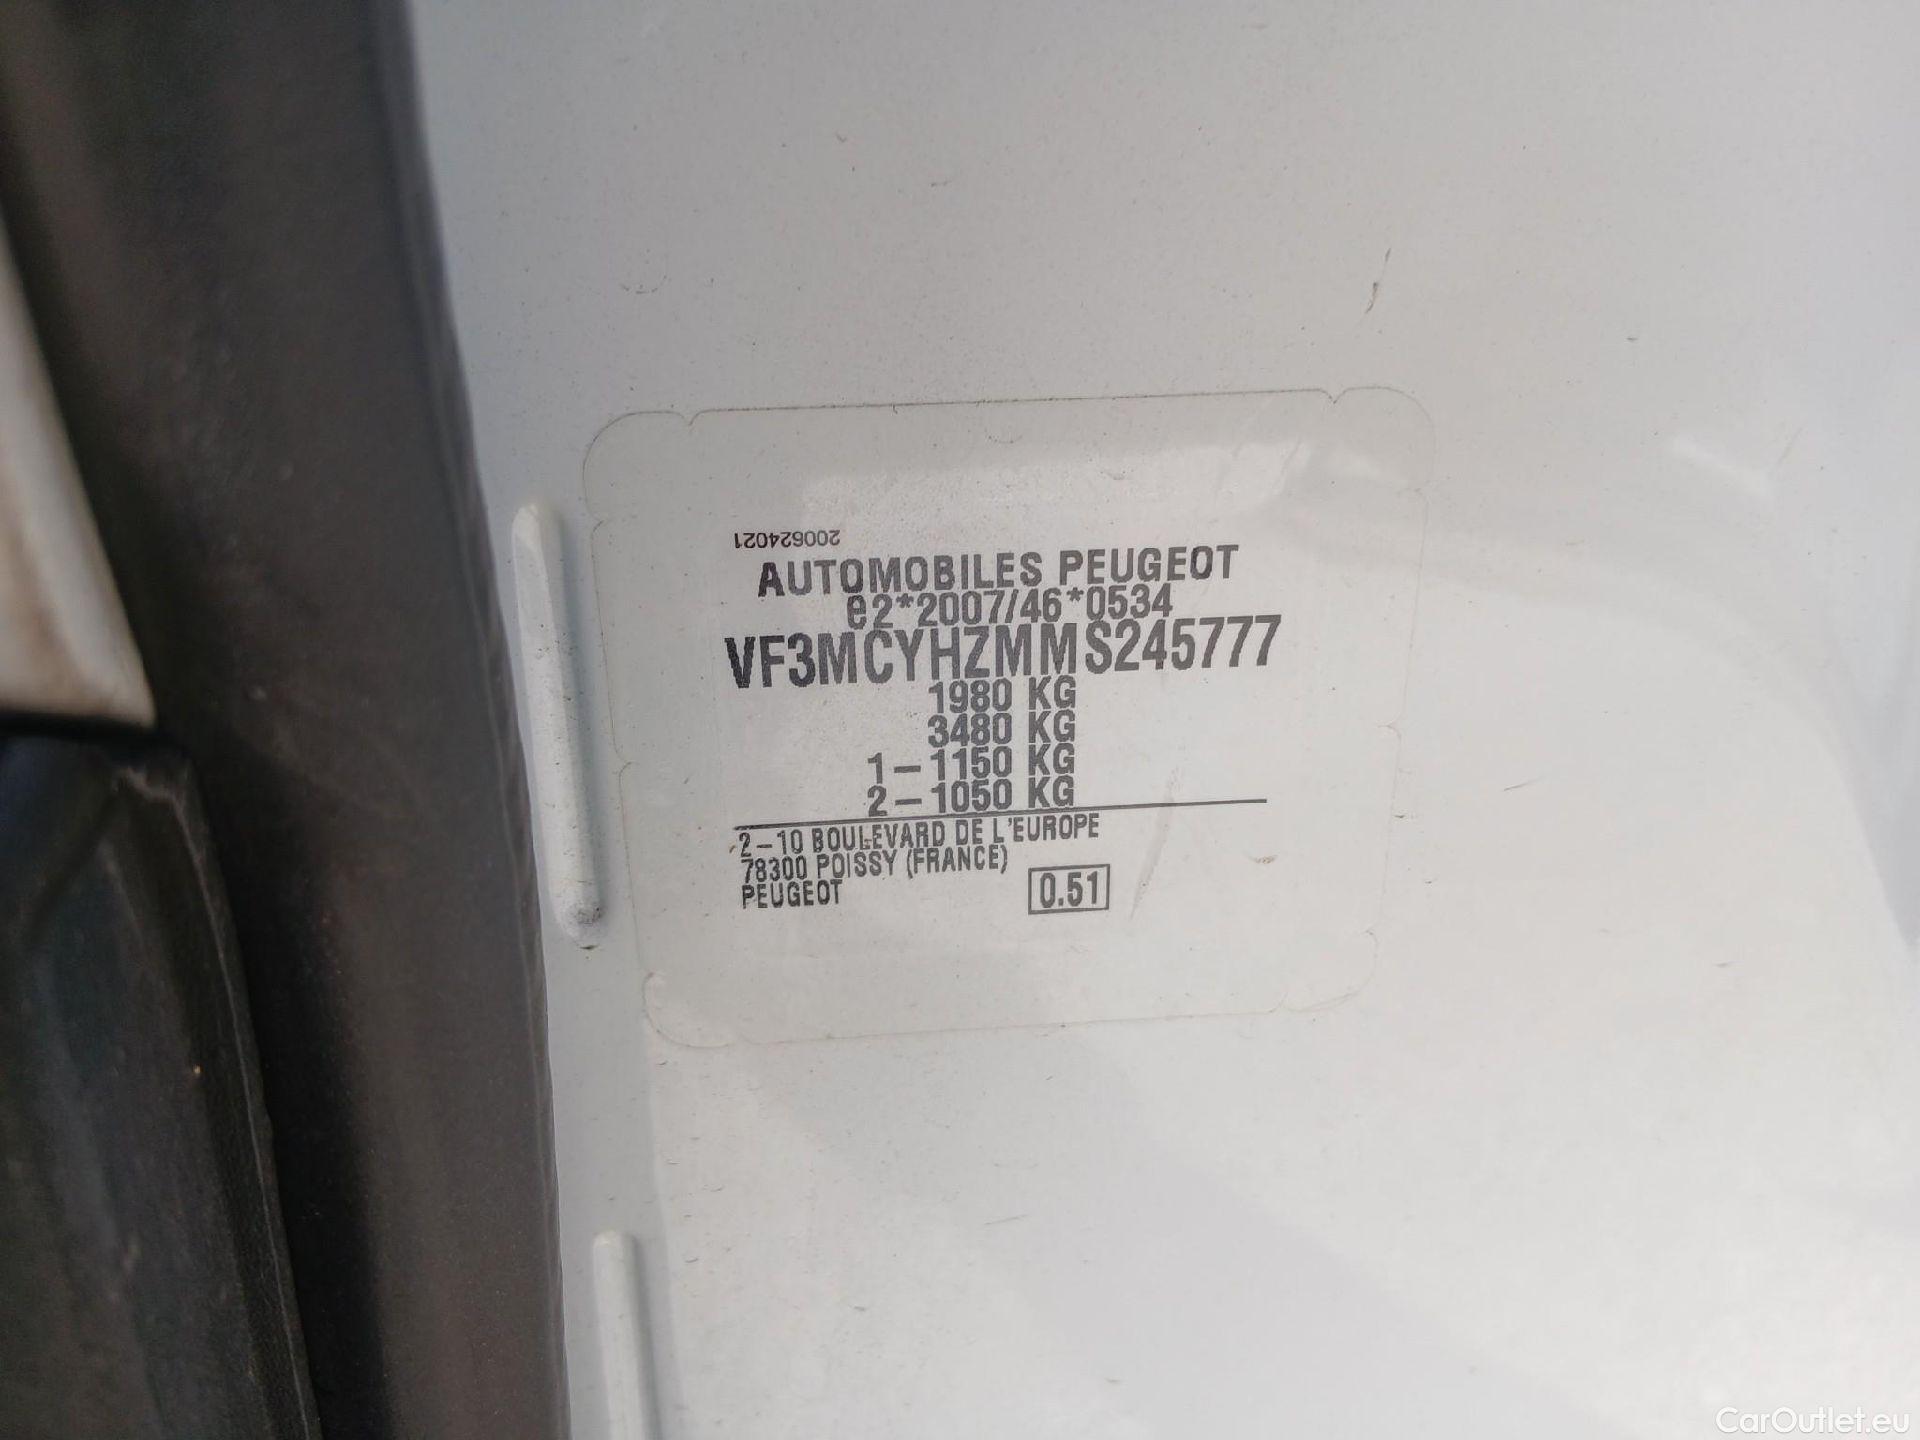 200624021
AUTOMOBILES PEUGEOT
e2*2007/46*0534
VF3MCYHZMMS245777
1980 KG
3480 KG
1-1150 KG
2-1050 KG
2-10 BOULEVARD DE L'EUROPE
78300 POISSY (FRANCE)
PEUGEOT
0.51
CarOutlet.eu